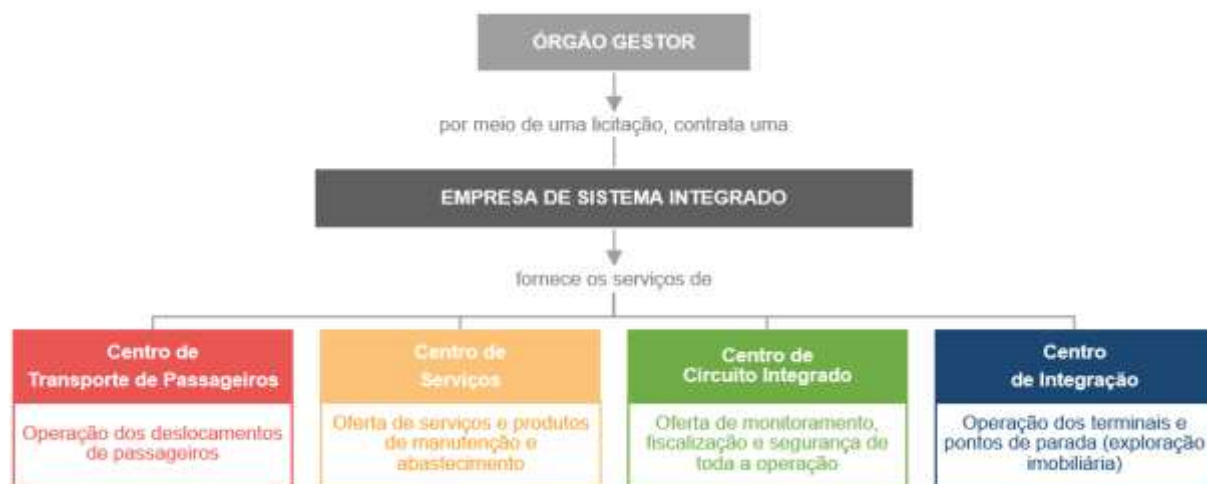 ÓRGÃO GESTOR
por meio de uma licitação, contrata uma
EMPRESA DE SISTEMA INTEGRADO
fornece os serviços de
Centro de
Transporte de Passageiros
Operação dos deslocamentos
de passageiros
Centro de
Serviços
Oferta de serviços e produtos
de manutenção e
abastecimento
Centro de
Circuito Integrado
Oferta de monitoramento,
fiscalização e segurança de
toda a operação
Centro
de Integração
Operação dos terminais e
pontos de parada (exploração
imobiliária)